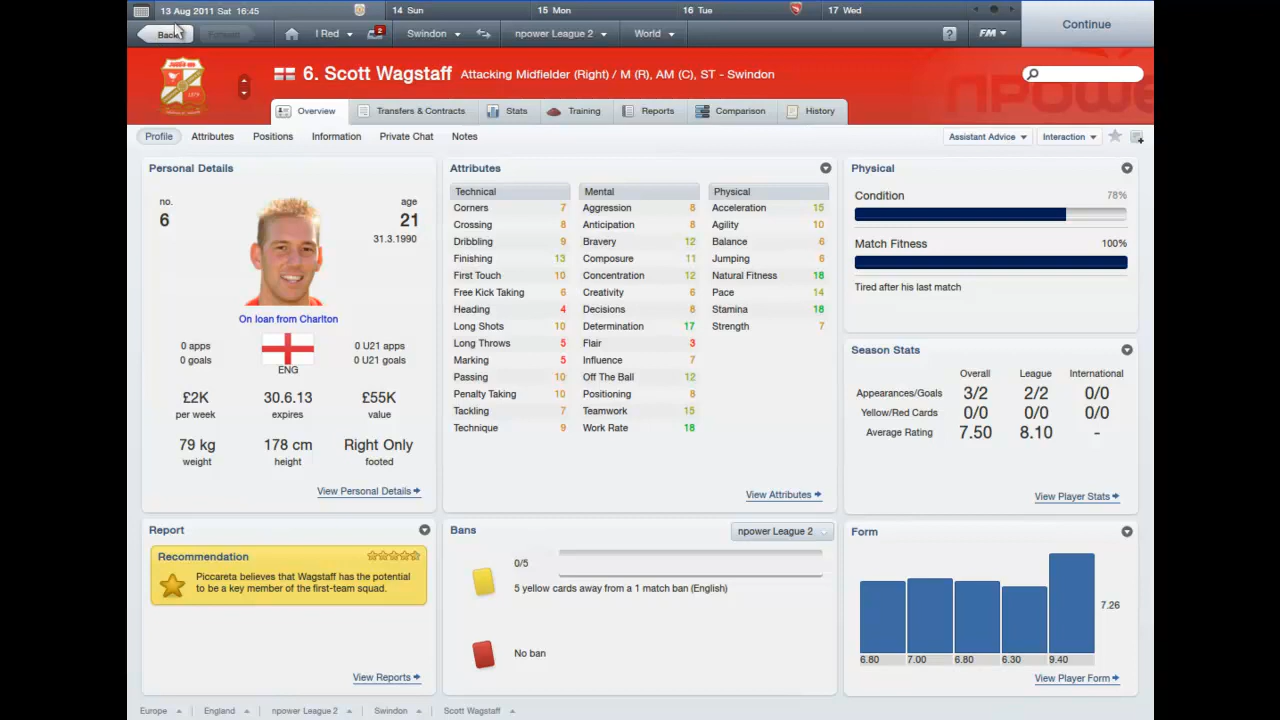 13 Aug 2011 Sat 16:45
14 Sun
15 Mon
16 Tue
17 Wed
Back
Forward
I Red
2
Swindon
npower League 2
World
?
FM
Continue
6. Scott Wagstaff
Attacking Midfielder (Right) / M (R), AM (C), ST - Swindon
NPOWE
Overview
Transfers & Contracts
Stats
Training
Reports
Comparison
History
Profile
Attributes
Positions
Information
Private Chat
Notes
Assistant Advice
Interaction
Personal Details
no.
6
age
21
31.3.1990
On loan from Charlton
0 apps
0 goals
ENG
0 U21 apps
0 U21 goals
£2K
per week
30.6.13
expires
£55K
value
79 kg
weight
178 cm
height
Right Only
footed
View Personal Details
Attributes
Technical
Corners 7
Crossing 8
Dribbling 9
Finishing 13
First Touch 10
Free Kick Taking 6
Heading 4
Long Shots 10
Long Throws 5
Marking 5
Passing 10
Penalty Taking 10
Tackling 7
Technique 9
Mental
Aggression 8
Anticipation 8
Bravery 12
Composure 11
Concentration 12
Creativity 6
Decisions 8
Determination 17
Flair 3
Influence 7
Off The Ball 12
Positioning 8
Teamwork 15
Work Rate 18
Physical
Acceleration 15
Agility 10
Balance 6
Jumping 6
Natural Fitness 18
Pace 14
Stamina 18
Strength 7
View Attributes
Physical
Condition 78%
Match Fitness 100%
Tired after his last match
Season Stats
Overall League International
Appearances/Goals 3/2 2/2 0/0
Yellow/Red Cards 0/0 0/0 0/0
Average Rating 7.50 8.10 -
View Player Stats
Report
Recommendation
Piccareta believes that Wagstaff has the potential
to be a key member of the first-team squad.
View Reports
Bans
npower League 2
0/5
5 yellow cards away from a 1 match ban (English)
No ban
Form
7.26
6.80 7.00 6.80 6.30 9.40
View Player Form
Europe
England
npower League 2
Swindon
Scott Wagstaff